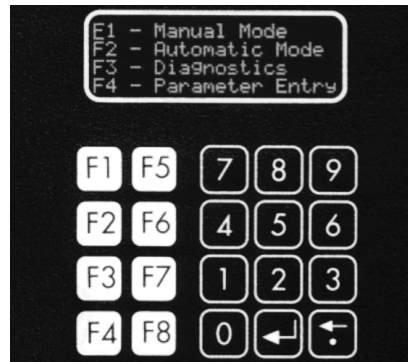 F1 - Manual Mode
F2 - Automatic Mode
F3 - Diagnostics
F4 - Parameter Entry
F1 F5 7 8 9
F2 F6 4 5 6
F3 F7 1 2 3
F4 F8 0 ↵ ←.